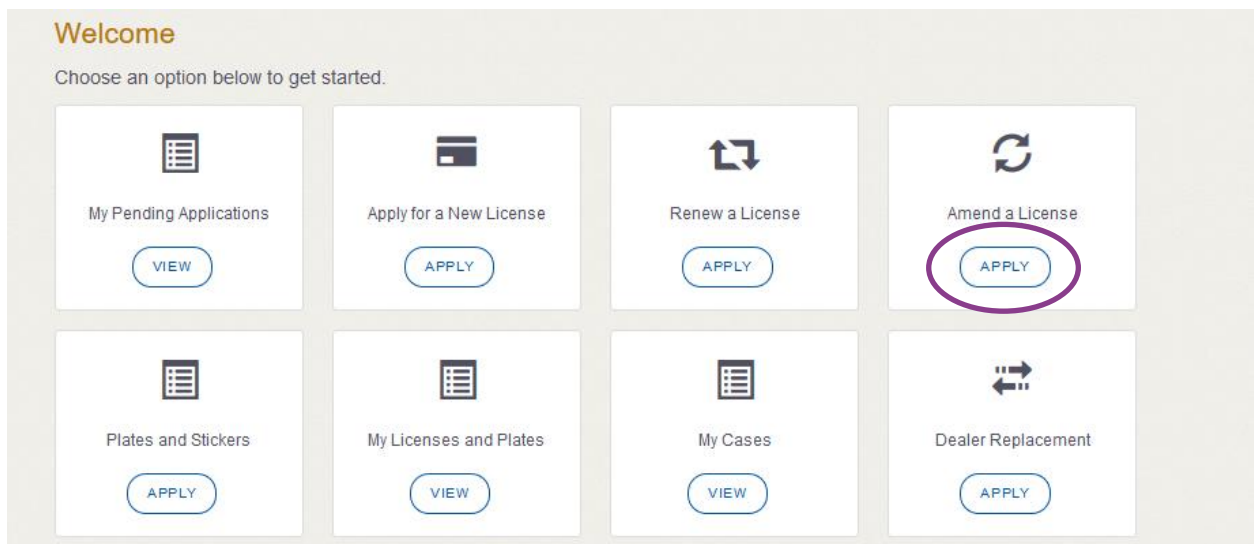 Welcome
Choose an option below to get started.
My Pending Applications
VIEW
Apply for a New License
APPLY
Renew a License
APPLY
Amend a License
APPLY
Plates and Stickers
APPLY
My Licenses and Plates
VIEW
My Cases
VIEW
Dealer Replacement
APPLY